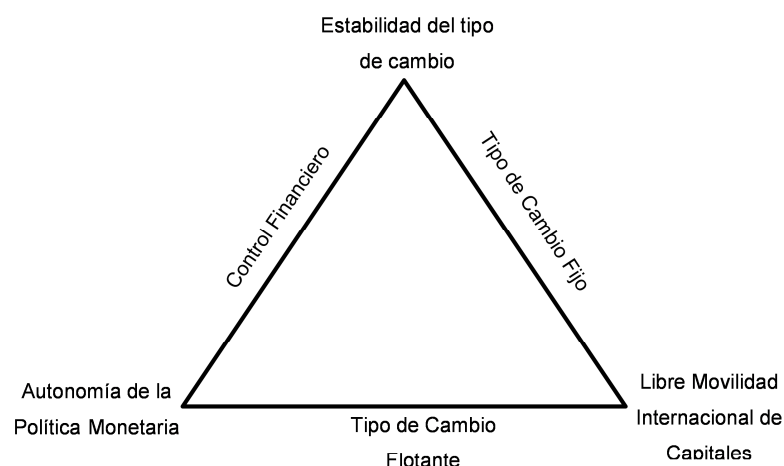 Estabilidad del tipo
de cambio
Control Financiero
Tipo de Cambio Fijo
Autonomía de la
Política Monetaria
Tipo de Cambio
Flotante
Libre Movilidad
Internacional de
Capitales